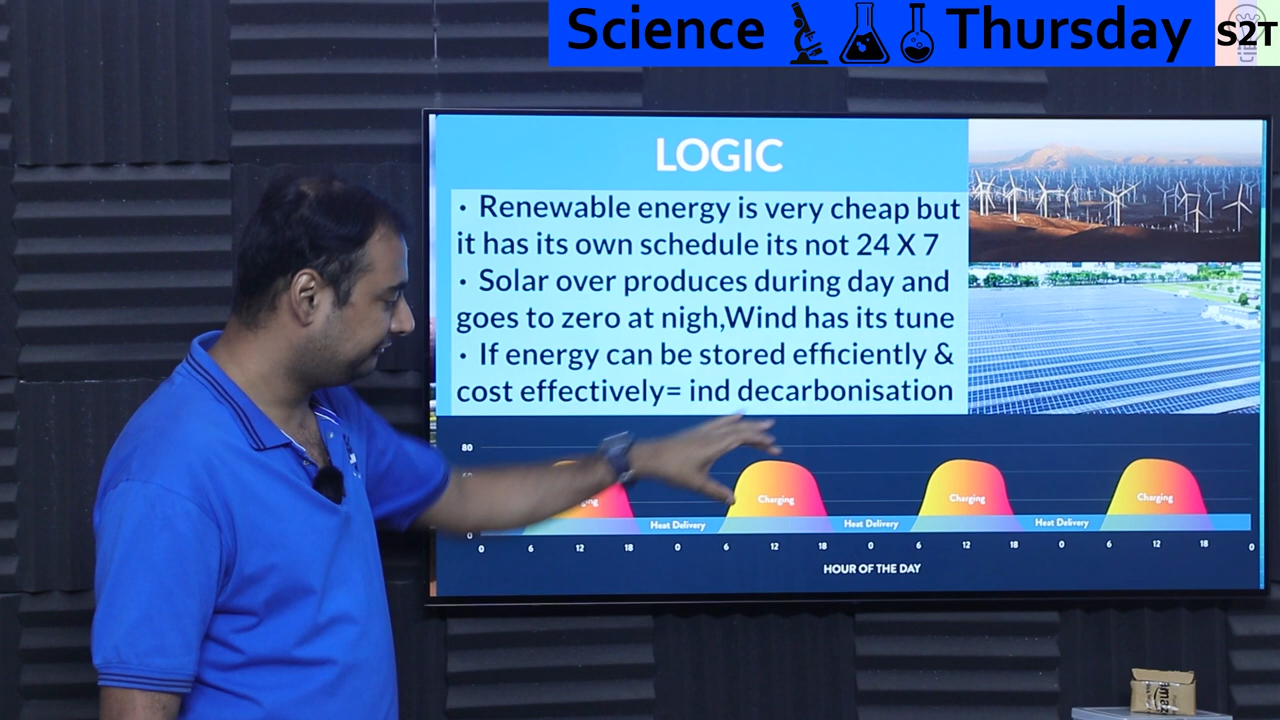 Science Thursday
S2T
LOGIC
· Renewable energy is very cheap but
it has its own schedule its not 24 X 7
· Solar over produces during day and
goes to zero at nigh,Wind has its tune
· If energy can be stored efficiently &
cost effectively= ind decarbonisation
80
Charging Charging Charging
Heat Delivery Heat Delivery Heat Delivery
0
0 6 12 18 0 6 12 18 0 6 12 18 0 6 12 18 0
HOUR OF THE DAY